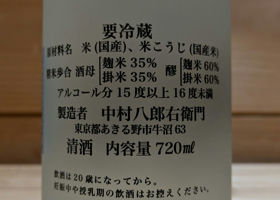 要冷蔵
原材料名 米(国産)、米こうじ(国産米)
精米歩合 酒母 麹米35% 醪 麹米60%
掛米35% 掛米60%
アルコール分 15度以上16度未満
製造者 中村八郎右衛門
東京都あきる野市牛沼63
清酒 内容量720ml
飲酒は20歳になってから。
妊娠中や授乳期の飲酒はお控えください。